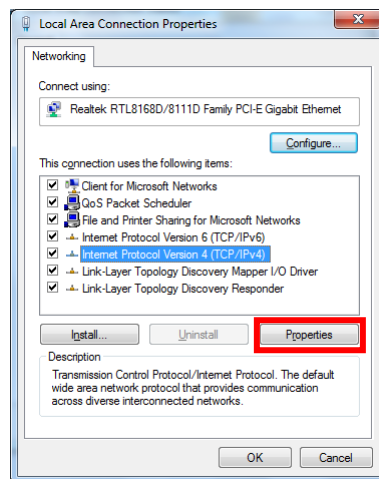 Local Area Connection Properties
Networking
Connect using:
Realtek RTL8168D/8111D Family PCI-E Gigabit Ethernet
Configure...
This connection uses the following items:
Client for Microsoft Networks
QoS Packet Scheduler
File and Printer Sharing for Microsoft Networks
Internet Protocol Version 6 (TCP/IPv6)
Internet Protocol Version 4 (TCP/IPv4)
Link-Layer Topology Discovery Mapper I/O Driver
Link-Layer Topology Discovery Responder
Install... Uninstall Properties
Description
Transmission Control Protocol/Internet Protocol. The default
wide area network protocol that provides communication
across diverse interconnected networks.
OK Cancel